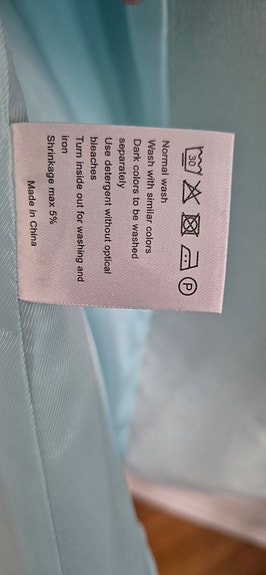 30
P
Normal wash
Wash with similar colors
Dark colors to be washed
separately
Use detergent without optical
bleaches
Turn inside out for washing and
iron
Shrinkage max 5%
Made in China